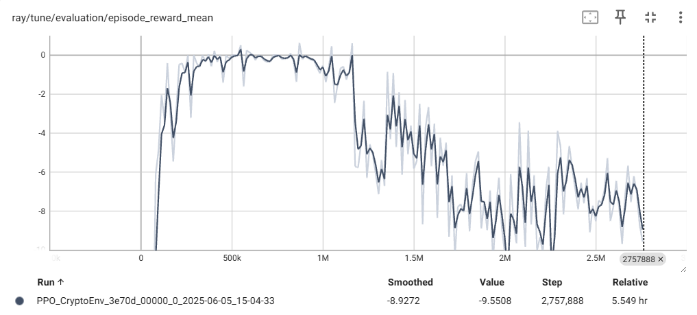 ray/tune/evaluation/episode_reward_mean
0
-2
-4
-6
-8
0 500k 1M 1.5M 2M 2.5M 2757888 ×
Run ↑ Smoothed Value Step Relative
PPO_CryptoEnv_3e70d_00000_0_2025-06-05_15-04-33 -8.9272 -9.5508 2,757,888 5.549 hr